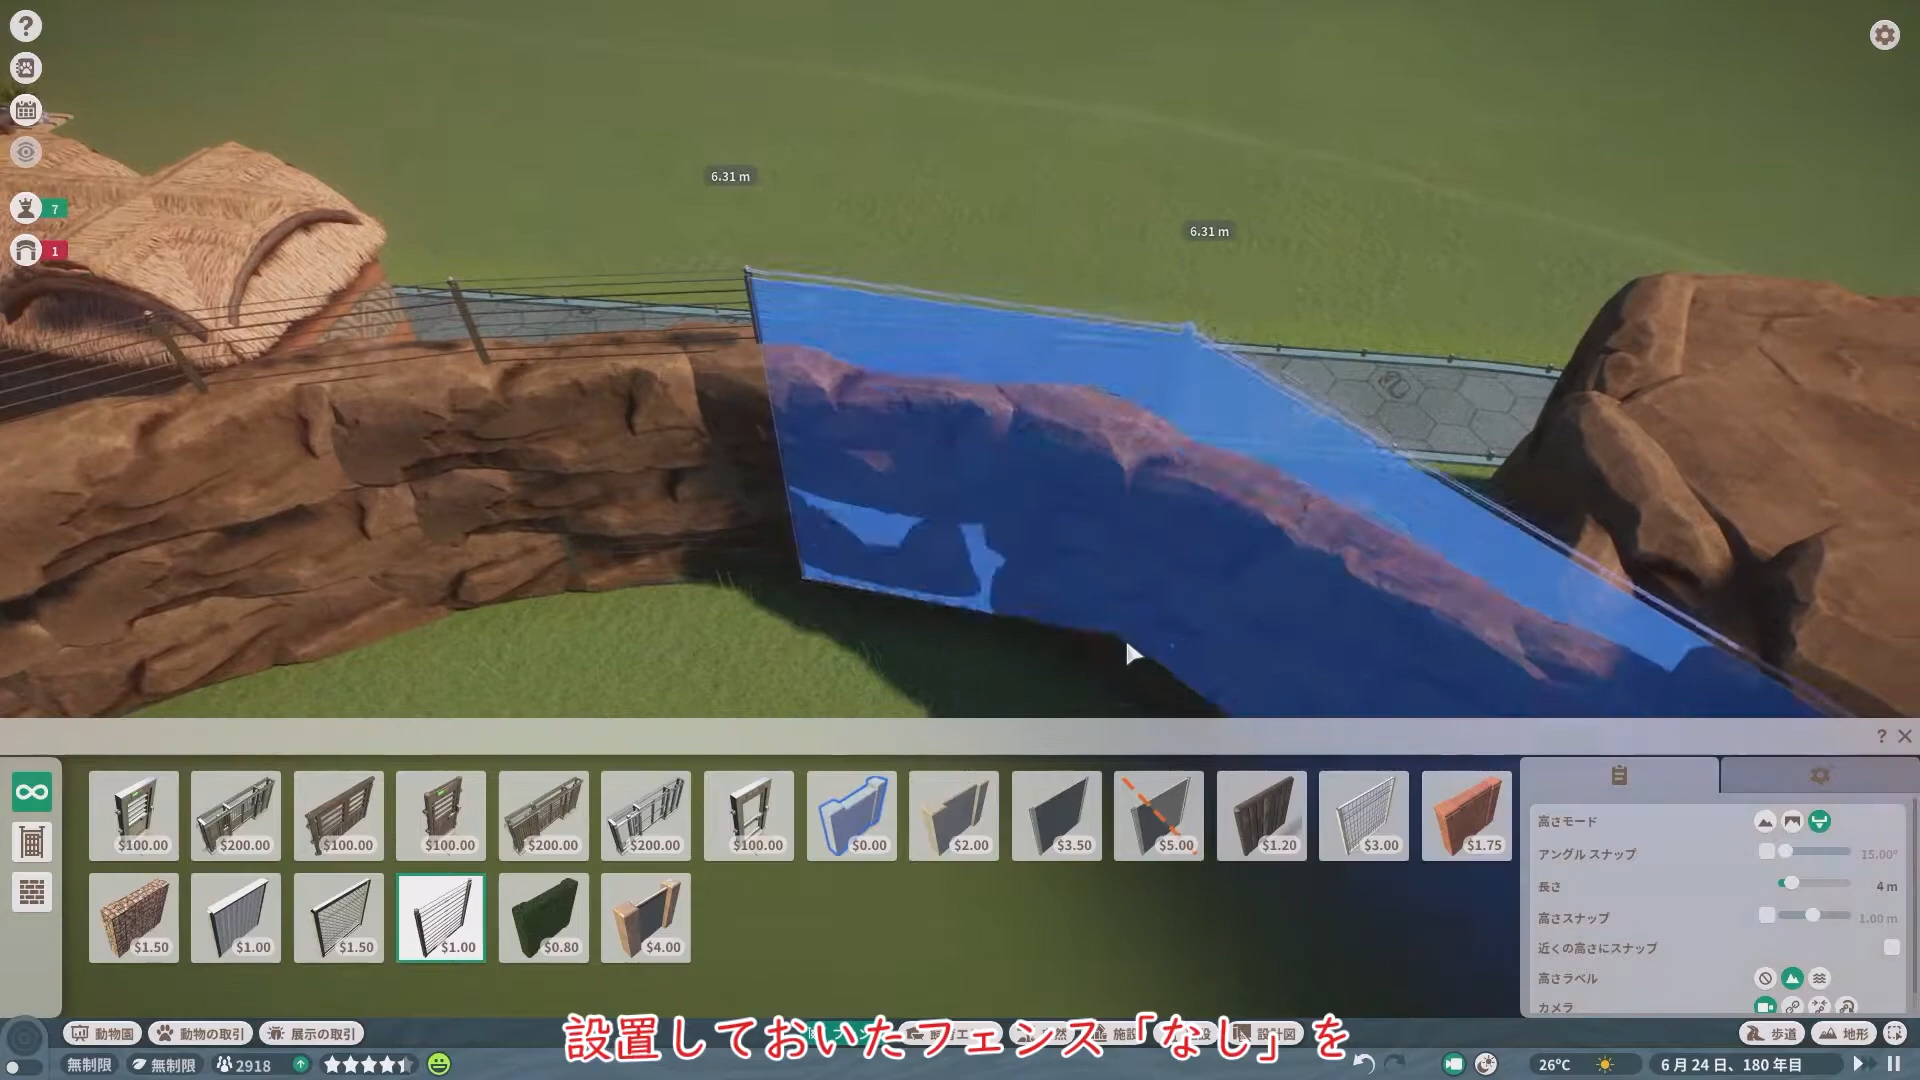 ?
7
1
6.31 m
6.31 m
? ×
$100.00
$200.00
$100.00
$100.00
$200.00
$200.00
$100.00
$0.00
$2.00
$3.50
$5.00
$1.20
$3.00
$1.75
$1.50
$1.00
$1.50
$1.00
$0.80
$4.00
高さモード
アングル スナップ 15.00°
長さ 4 m
高さスナップ 1.00 m
近くの高さにスナップ
高さラベル
カメラ
設置しておいたフェンス「なし」を
動物園 動物の取引 展示の取引 施設 設計図 歩道 地形
無制限 無制限 2918 26°C 6 月 24 日、180 年目